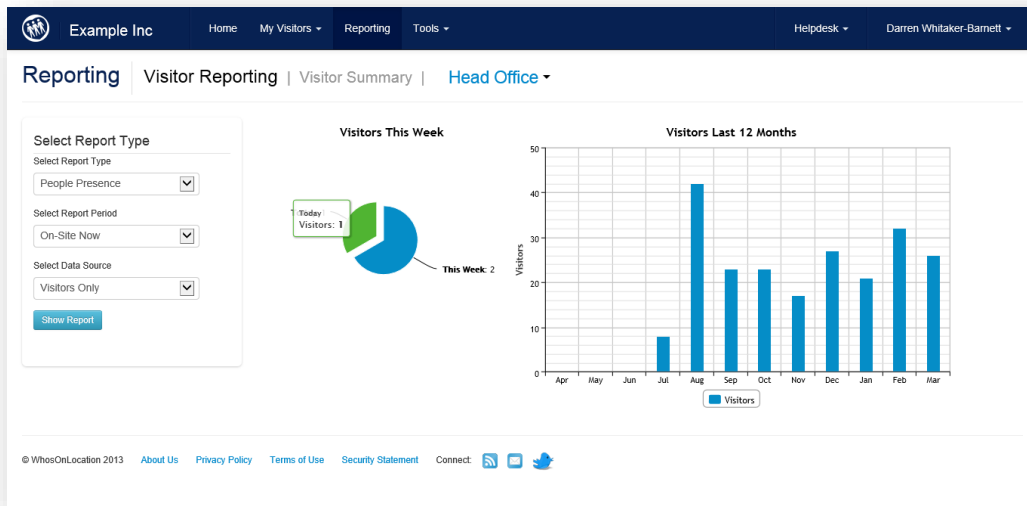 Example Inc Home My Visitors Reporting Tools Helpdesk Darren Whitaker-Barnett
Reporting Visitor Reporting | Visitor Summary | Head Office
Select Report Type
Select Report Type
People Presence
Select Report Period
On-Site Now
Select Data Source
Visitors Only
Show Report
Visitors This Week
Today
Visitors: 1
This Week: 2
Visitors Last 12 Months
50
40
30
20
10
0
Visitors
Apr May Jun Jul Aug Sep Oct Nov Dec Jan Feb Mar
Visitors
© WhosOnLocation 2013 About Us Privacy Policy Terms of Use Security Statement Connect: